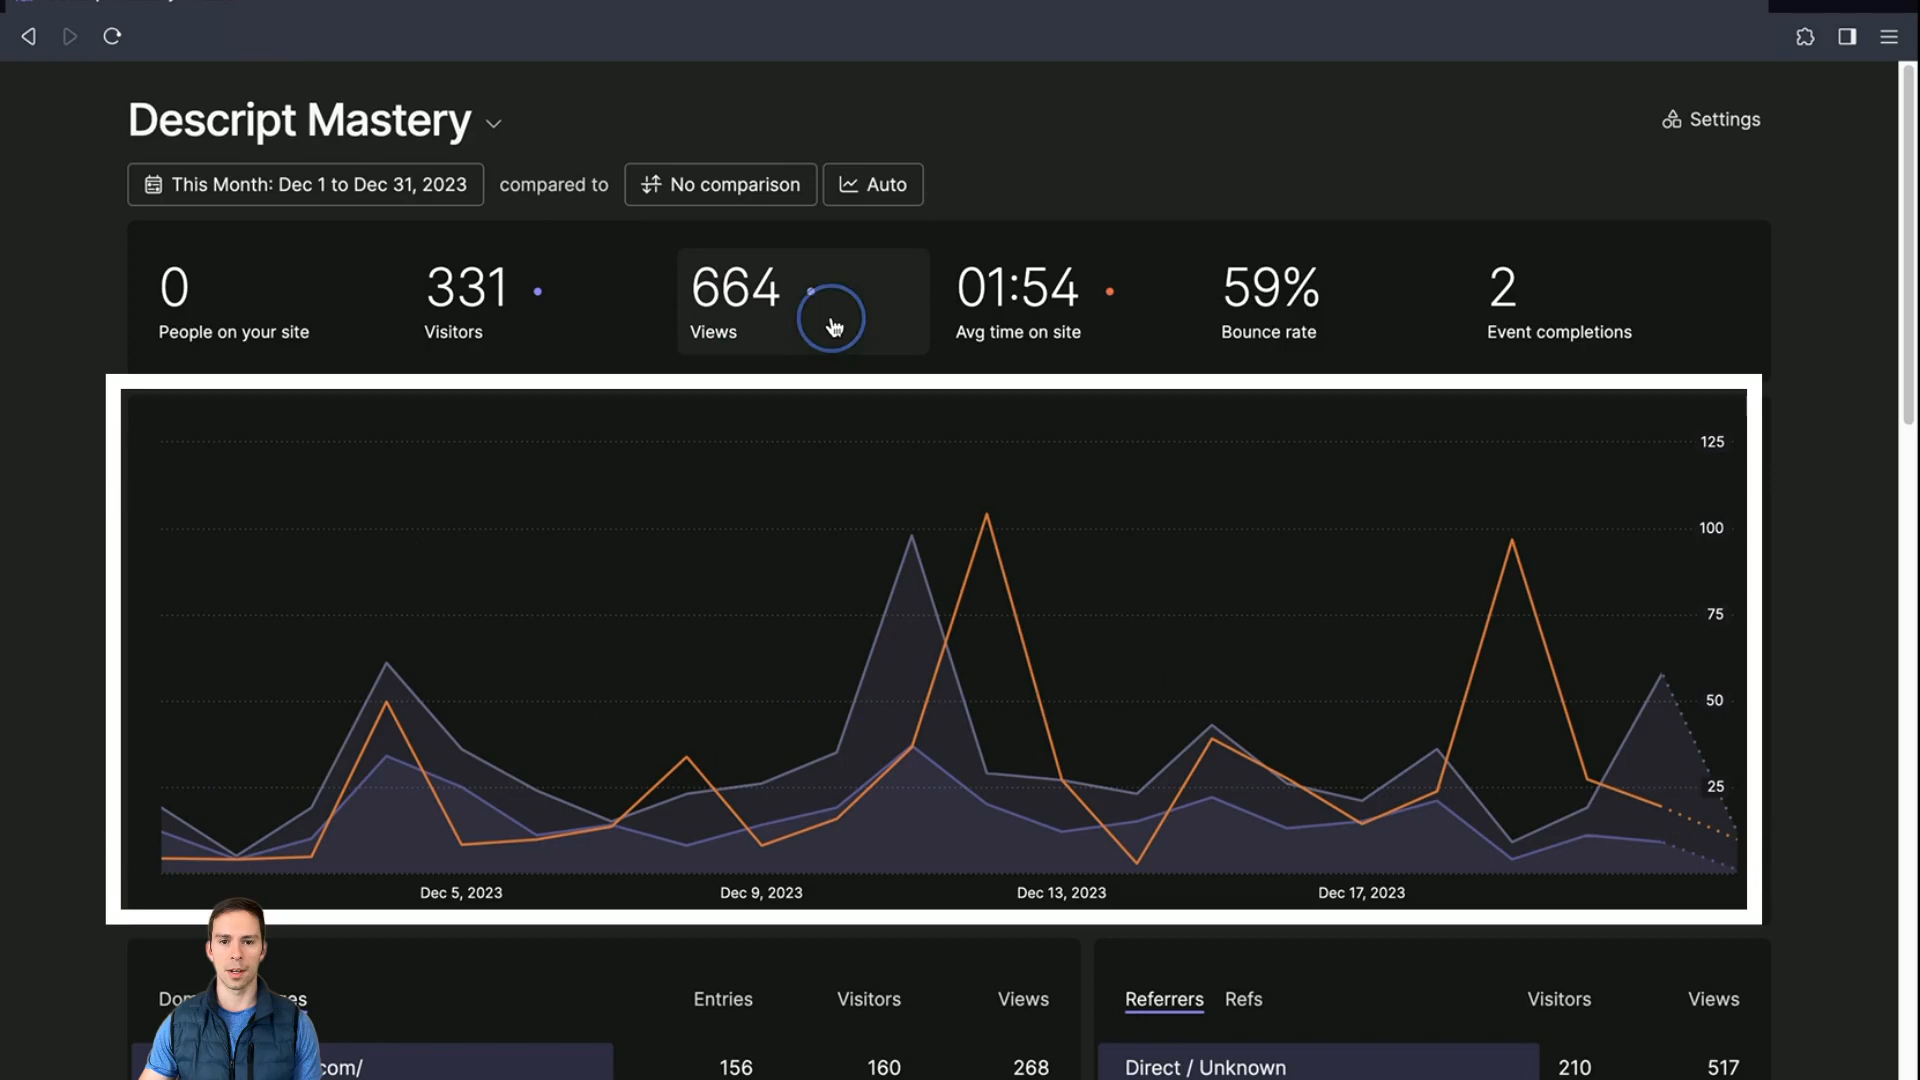 Descript Mastery
Settings
This Month: Dec 1 to Dec 31, 2023 compared to No comparison Auto
0 331 664 01:54 59% 2
People on your site Visitors Views Avg time on site Bounce rate Event completions
125
100
75
50
25
Dec 5, 2023 Dec 9, 2023 Dec 13, 2023 Dec 17, 2023
Entries Visitors Views
com/ 156 160 268
Referrers Refs Visitors Views
Direct / Unknown 210 517